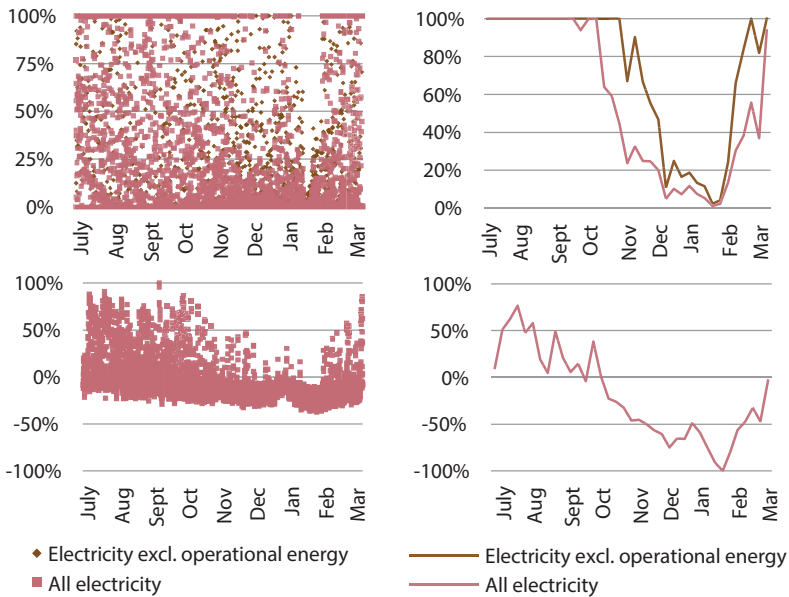 100%
75%
50%
25%
0%
July
Aug
Sept
Oct
Nov
Dec
Jan
Feb
Mar
100%
80%
60%
40%
20%
0%
July
Aug
Sept
Oct
Nov
Dec
Jan
Feb
Mar
100%
50%
0%
-50%
-100%
July
Aug
Sept
Oct
Nov
Dec
Jan
Feb
Mar
100%
50%
0%
-50%
-100%
July
Aug
Sept
Oct
Nov
Dec
Jan
Feb
Mar
Electricity excl. operational energy
All electricity
Electricity excl. operational energy
All electricity